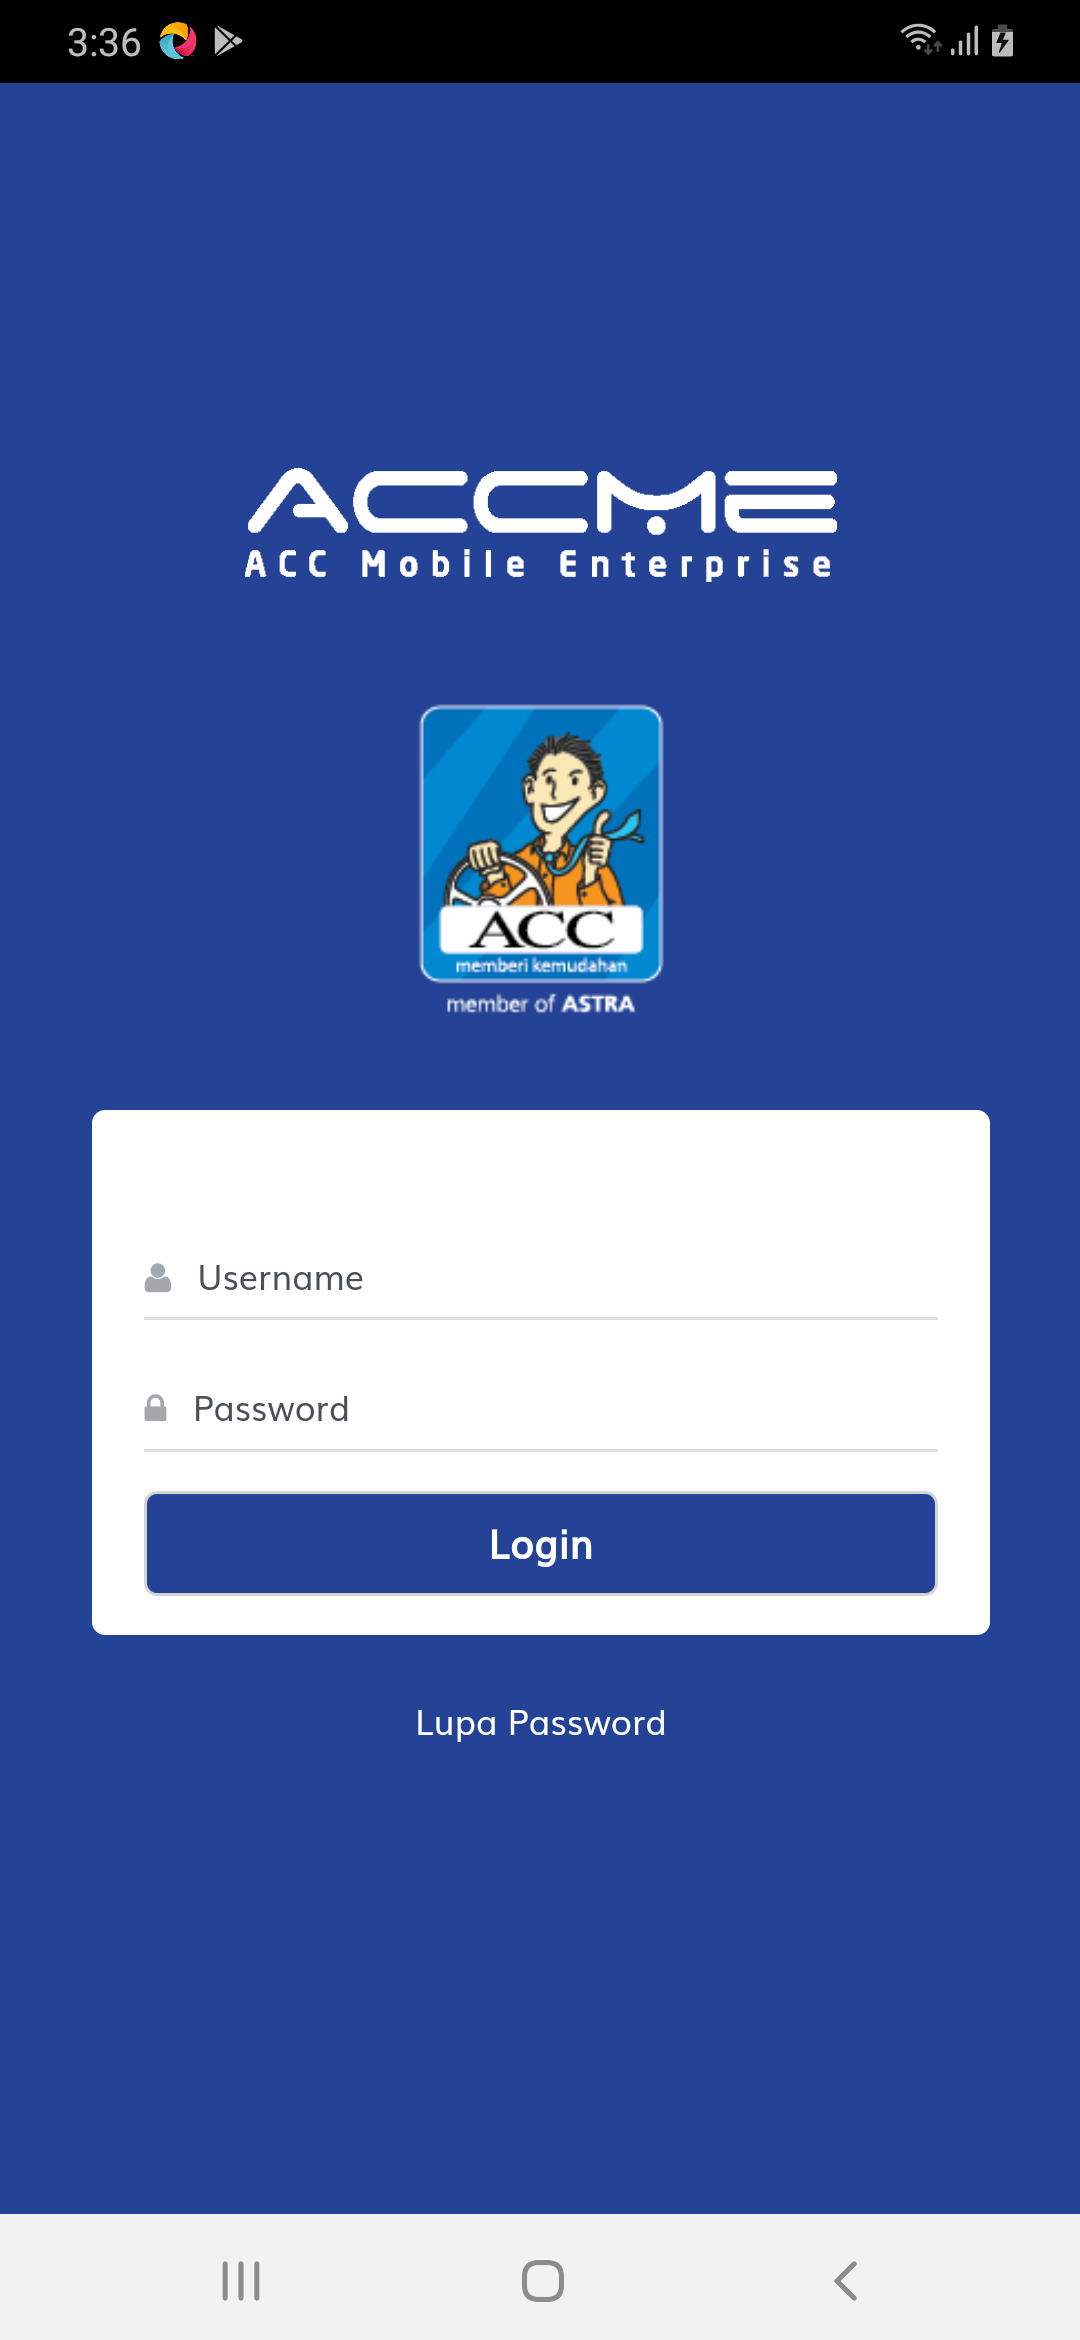 3:36
ACCME
ACC Mobile Enterprise
ACC
memberi kemudahan
member of ASTRA
Username
Password
Login
Lupa Password